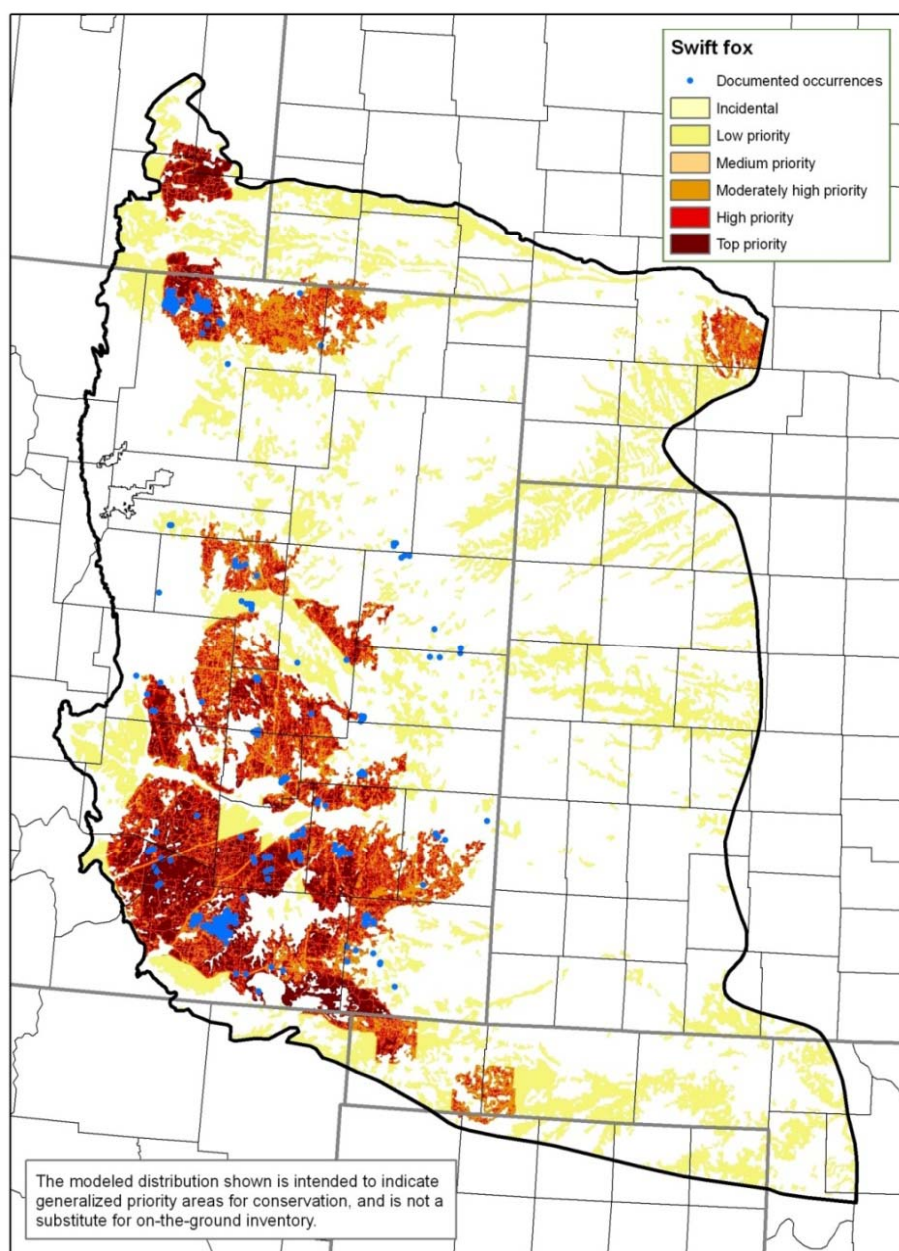 Swift fox
Documented occurrences
Incidental
Low priority
Medium priority
Moderately high priority
High priority
Top priority
The modeled distribution shown is intended to indicate
generalized priority areas for conservation, and is not a
substitute for on-the-ground inventory.